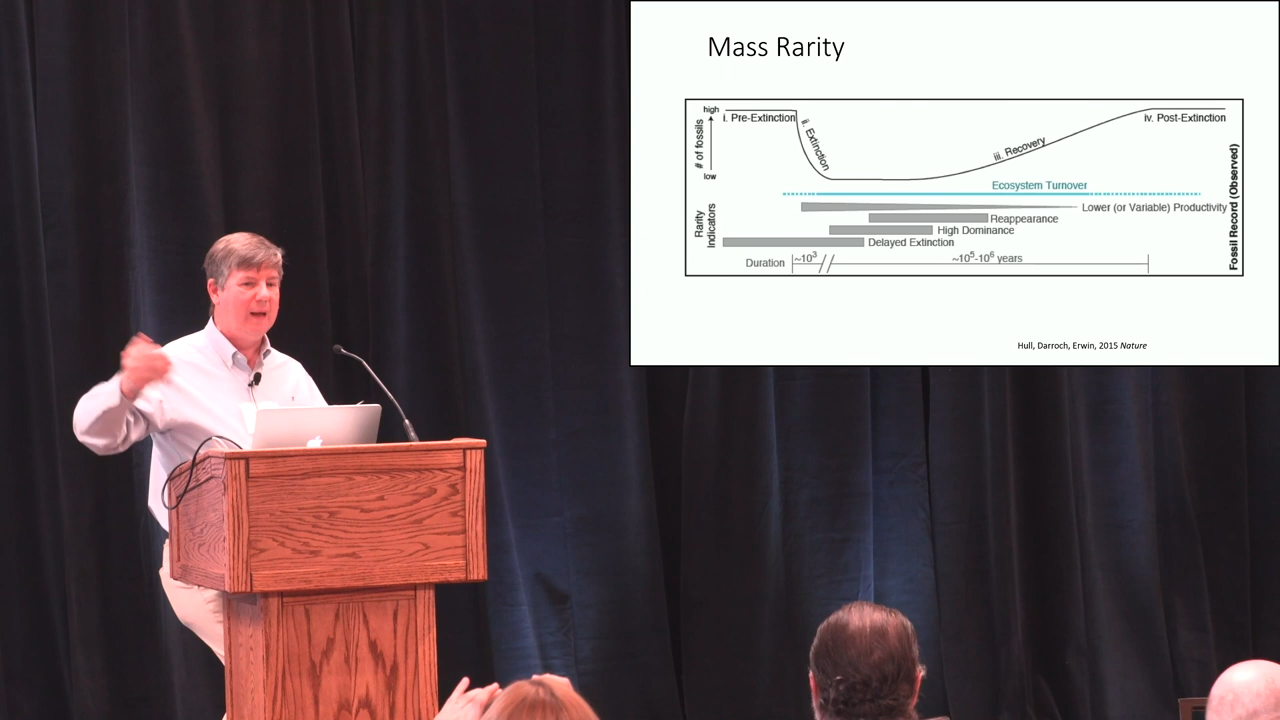 Mass Rarity
high
i. Pre-Extinction
ii. Extinction
iii. Recovery
iv. Post-Extinction
# of fossils
low
Ecosystem Turnover
Rarity
Indicators
Lower (or Variable) Productivity
Reappearance
High Dominance
Delayed Extinction
Duration
~10³
~10⁵-10⁶ years
Fossil Record (Observed)
Hull, Darroch, Erwin, 2015 Nature